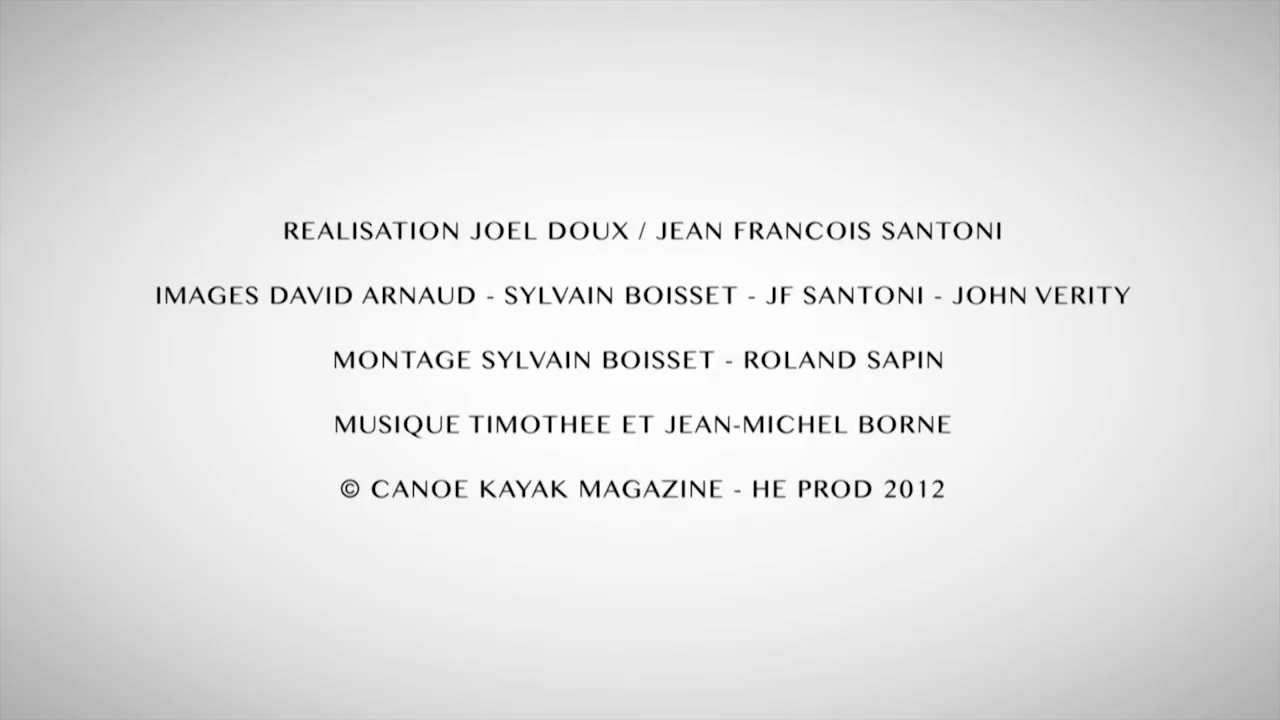 REALISATION JOEL DOUX / JEAN FRANCOIS SANTONI
IMAGES DAVID ARNAUD - SYLVAIN BOISSET - JF SANTONI - JOHN VERITY
MONTAGE SYLVAIN BOISSET - ROLAND SAPIN
MUSIQUE TIMOTHEE ET JEAN-MICHEL BORNE
© CANOE KAYAK MAGAZINE - HE PROD 2012